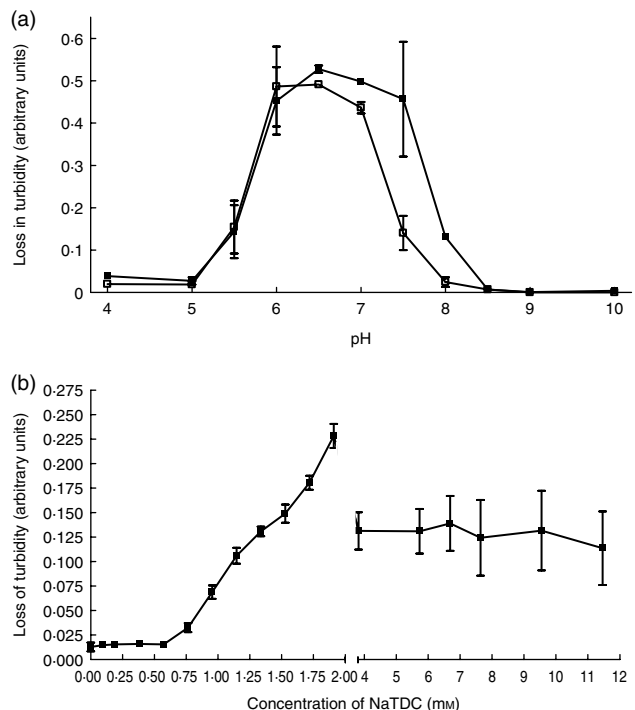 (a)
Loss in turbidity (arbitrary units)
0·6
0·5
0·4
0·3
0·2
0·1
0
4 5 6 7 8 9 10
pH
(b)
Loss of turbidity (arbitrary units)
0·275
0·250
0·225
0·200
0·175
0·150
0·125
0·100
0·075
0·050
0·025
0·000
0·00 0·25 0·50 0·75 1·00 1·25 1·50 1·75 2·00 4 5 6 7 8 9 10 11 12
Concentration of NaTDC (mM)